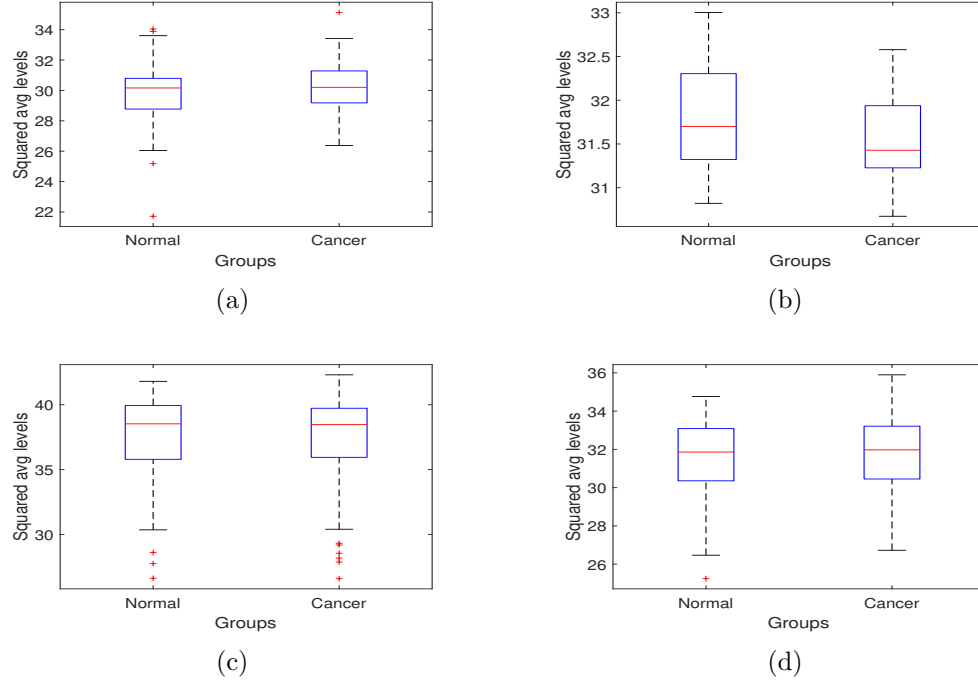 Squared avg levels
34
32
30
28
26
24
22
Normal
Cancer
Groups
(a)
Squared avg levels
33
32.5
32
31.5
31
Normal
Cancer
Groups
(b)
Squared avg levels
40
35
30
Normal
Cancer
Groups
(c)
Squared avg levels
36
34
32
30
28
26
Normal
Cancer
Groups
(d)